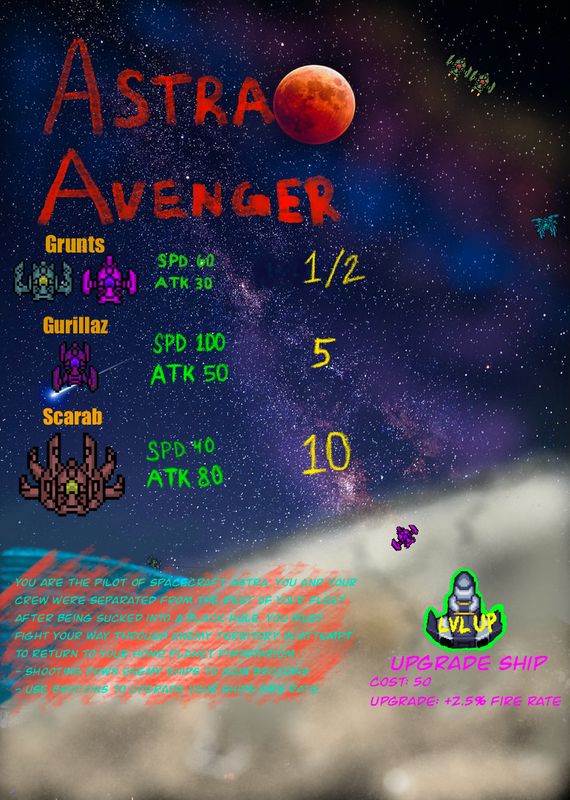 ASTRA
AVENGER
Grunts
SPD 60
ATK 30
1/2
Gurillaz
SPD 100
ATK 50
5
Scarab
SPD 40
ATK 80
10
YOU ARE THE PILOT OF SPACECRAFT ASTRA. YOU AND YOUR
CREW WERE SEPARATED FROM THE REST OF YOUR FLEET
AFTER BEING SUCKED INTO A BLACK HOLE. YOU MUST
FIGHT YOUR WAY THROUGH ENEMY TERRITORY IN ATTEMPT
TO RETURN TO YOUR HOME PLANET
- SHOOTING DOWN ENEMY SHIPS TO GAIN
- USE TO UPGRADE YOUR SHIPS FIRE RATE
LVL UP
UPGRADE SHIP
COST: 50
UPGRADE: +2.5% FIRE RATE